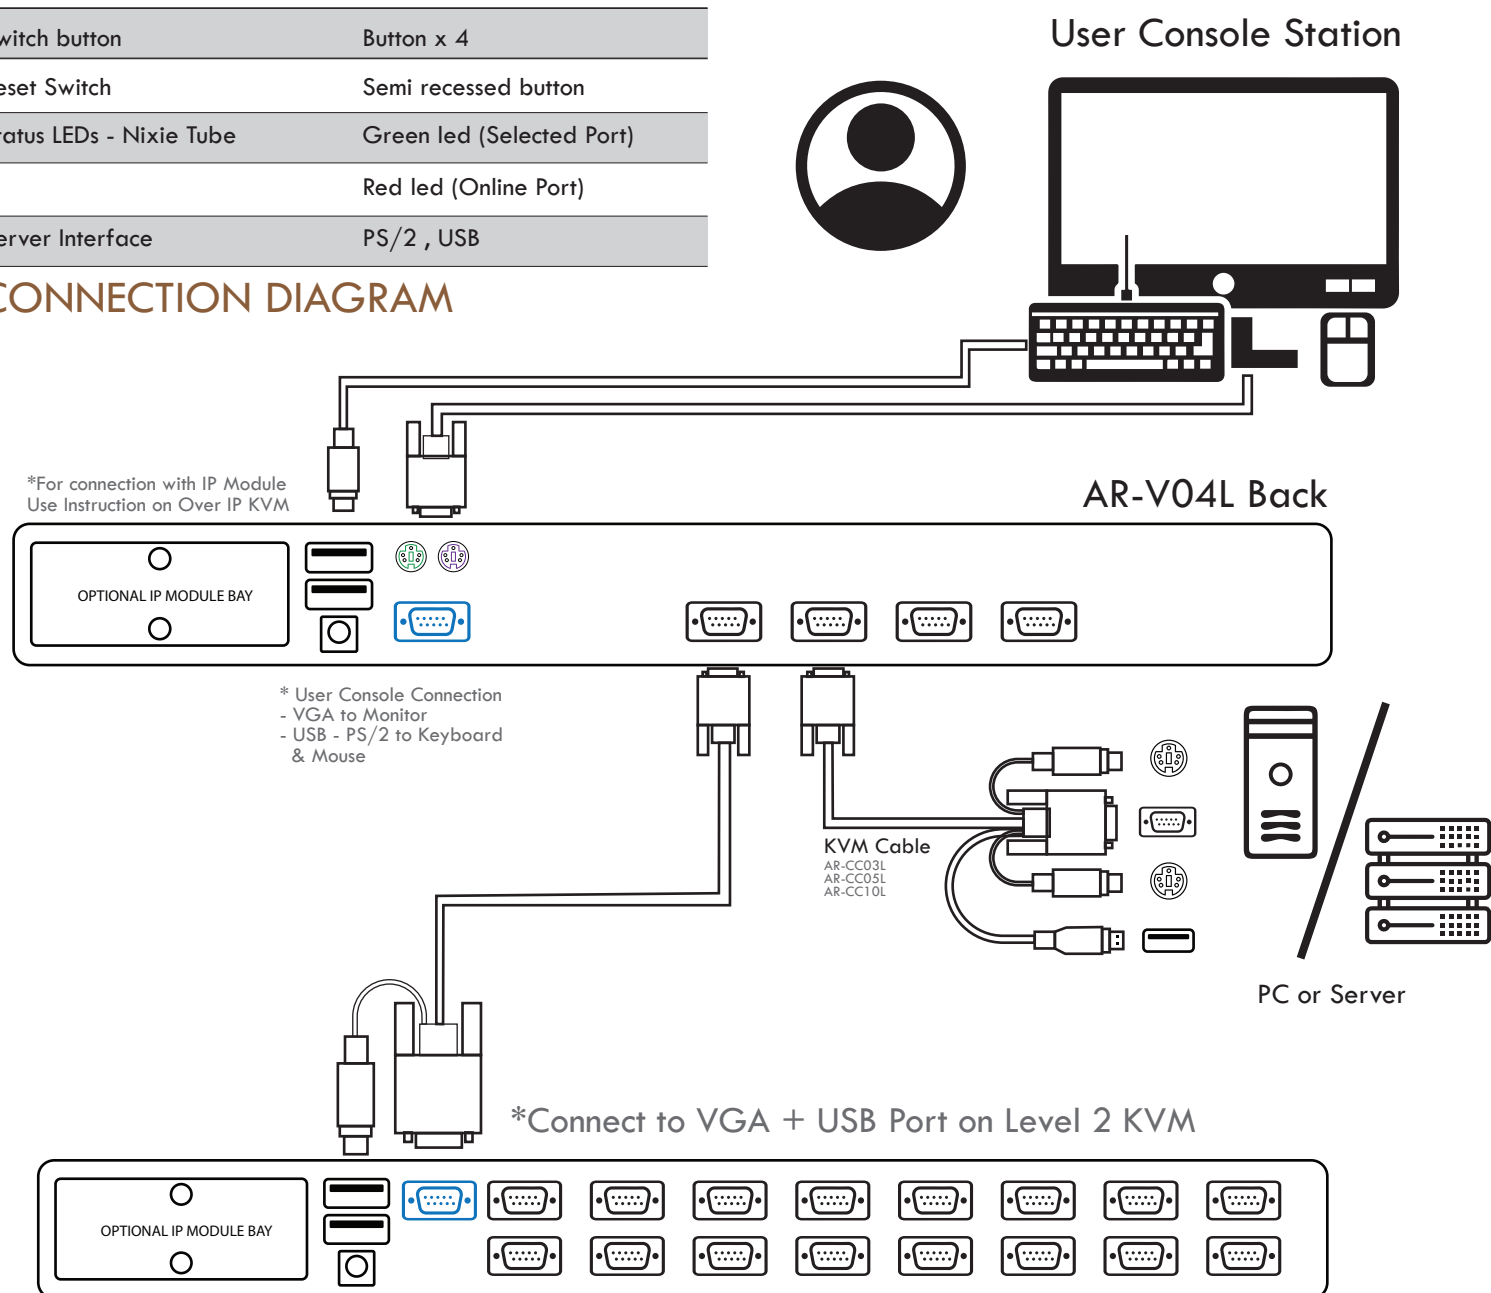 witch button Button x 4
eset Switch Semi recessed button
tatus LEDs - Nixie Tube Green led (Selected Port)
Red led (Online Port)
erver Interface PS/2 , USB
CONNECTION DIAGRAM
User Console Station
*For connection with IP Module
Use Instruction on Over IP KVM
AR-V04L Back
OPTIONAL IP MODULE BAY
* User Console Connection
- VGA to Monitor
- USB - PS/2 to Keyboard
& Mouse
KVM Cable
AR-CC03L
AR-CC05L
AR-CC10L
PC or Server
*Connect to VGA + USB Port on Level 2 KVM
OPTIONAL IP MODULE BAY